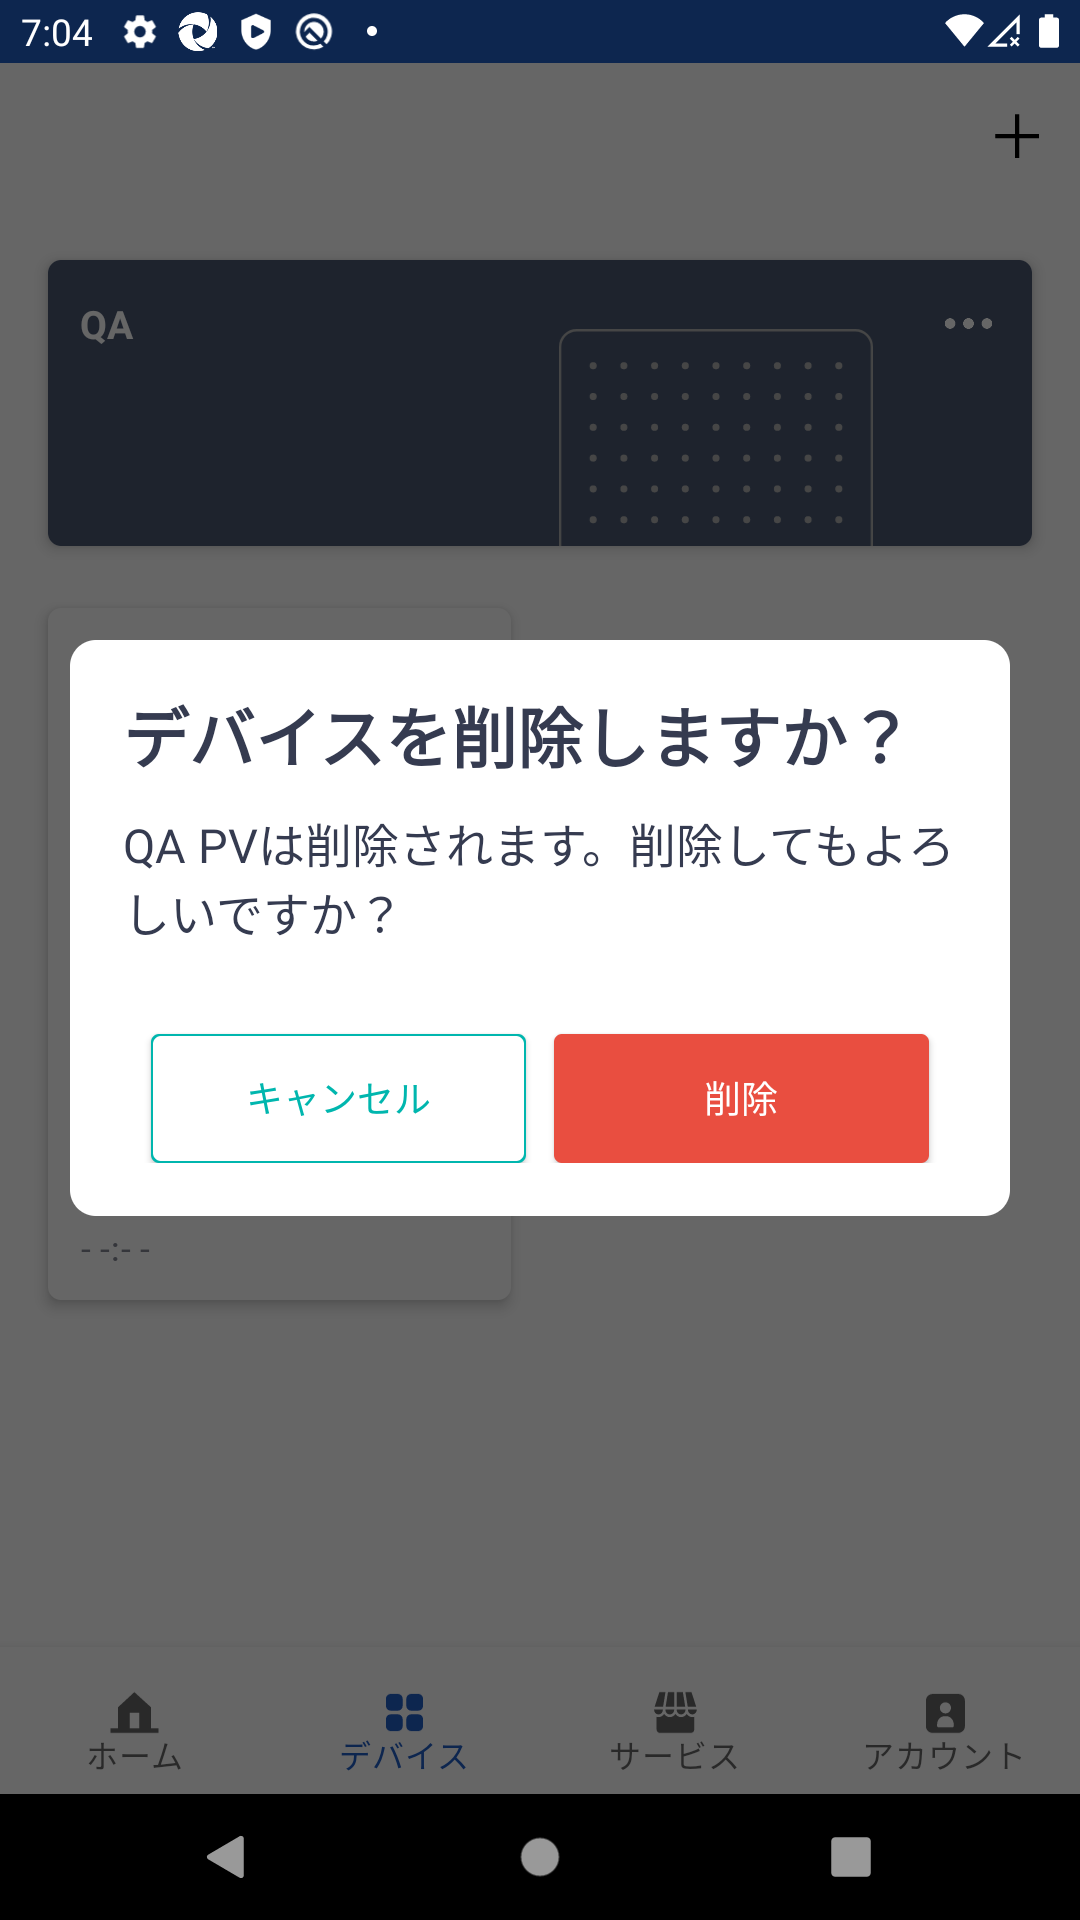 7:04
QA
デバイスを削除しますか？
QA PVは削除されます。削除してもよろ
しいですか？
キャンセル
削除
- -:- -
ホーム
デバイス
サービス
アカウント